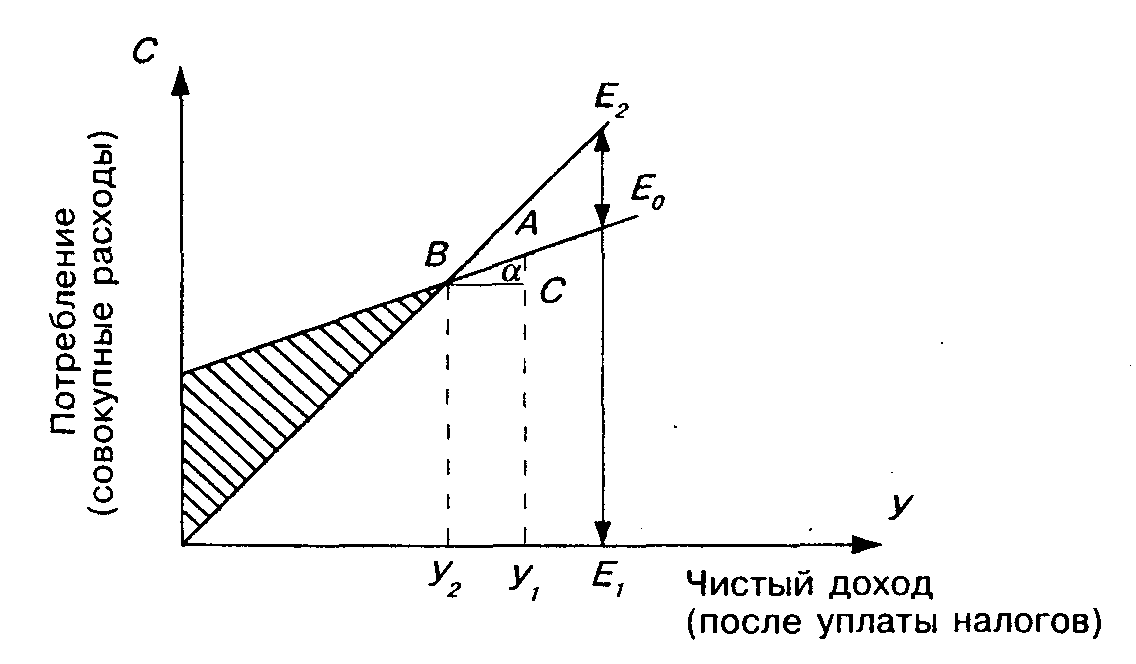 C
Потребление
(совокупные расходы)
E₂
E₀
A
B
α
C
y
y₂
y₁
E₁
Чистый доход
(после уплаты налогов)